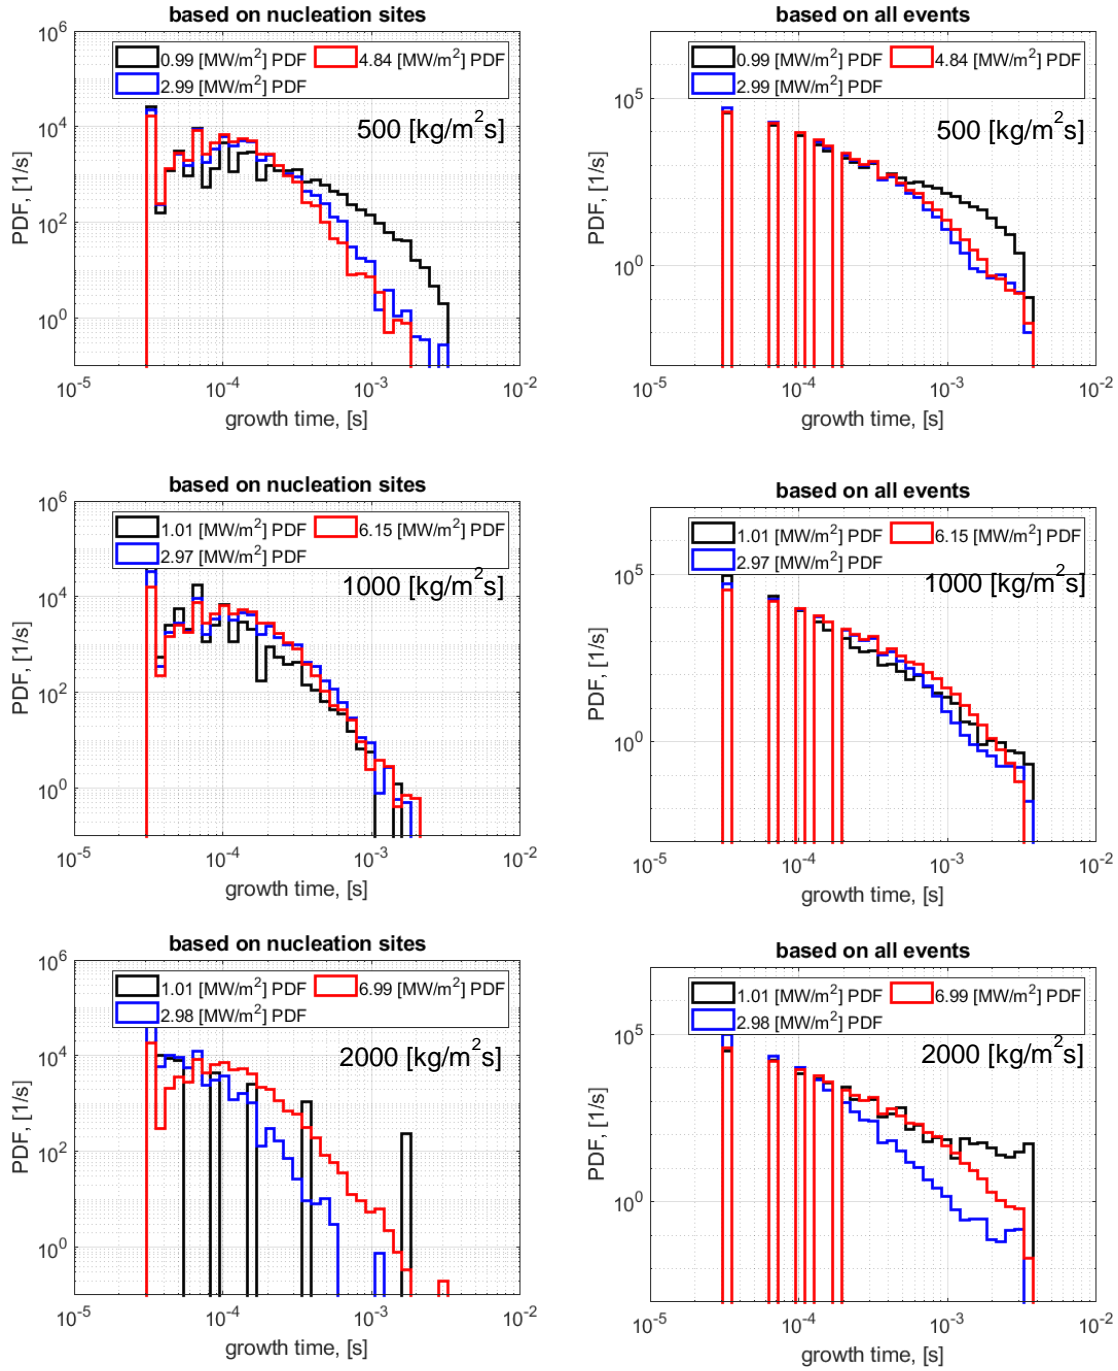 based on nucleation sites
10^6
10^4
10^2
10^0
PDF, [1/s]
0.99 [MW/m^2] PDF
4.84 [MW/m^2] PDF
2.99 [MW/m^2] PDF
500 [kg/m^2s]
10^-5
10^-4
10^-3
10^-2
growth time, [s]
based on all events
10^5
10^0
PDF, [1/s]
0.99 [MW/m^2] PDF
4.84 [MW/m^2] PDF
2.99 [MW/m^2] PDF
500 [kg/m^2s]
10^-5
10^-4
10^-3
10^-2
growth time, [s]
based on nucleation sites
10^6
10^4
10^2
10^0
PDF, [1/s]
1.01 [MW/m^2] PDF
6.15 [MW/m^2] PDF
2.97 [MW/m^2] PDF
1000 [kg/m^2s]
10^-5
10^-4
10^-3
10^-2
growth time, [s]
based on all events
10^5
10^0
PDF, [1/s]
1.01 [MW/m^2] PDF
6.15 [MW/m^2] PDF
2.97 [MW/m^2] PDF
1000 [kg/m^2s]
10^-5
10^-4
10^-3
10^-2
growth time, [s]
based on nucleation sites
10^6
10^4
10^2
10^0
PDF, [1/s]
1.01 [MW/m^2] PDF
6.99 [MW/m^2] PDF
2.98 [MW/m^2] PDF
2000 [kg/m^2s]
10^-5
10^-4
10^-3
10^-2
growth time, [s]
based on all events
10^5
10^0
PDF, [1/s]
1.01 [MW/m^2] PDF
6.99 [MW/m^2] PDF
2.98 [MW/m^2] PDF
2000 [kg/m^2s]
10^-5
10^-4
10^-3
10^-2
growth time, [s]